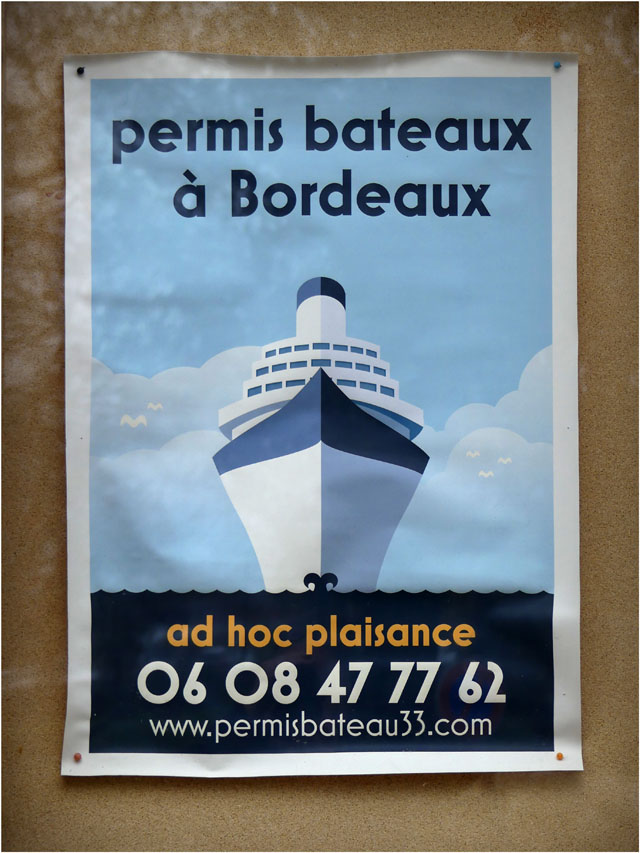 permis bateaux
à Bordeaux
ad hoc plaisance
06 08 47 77 62
www.permisbateau33.com